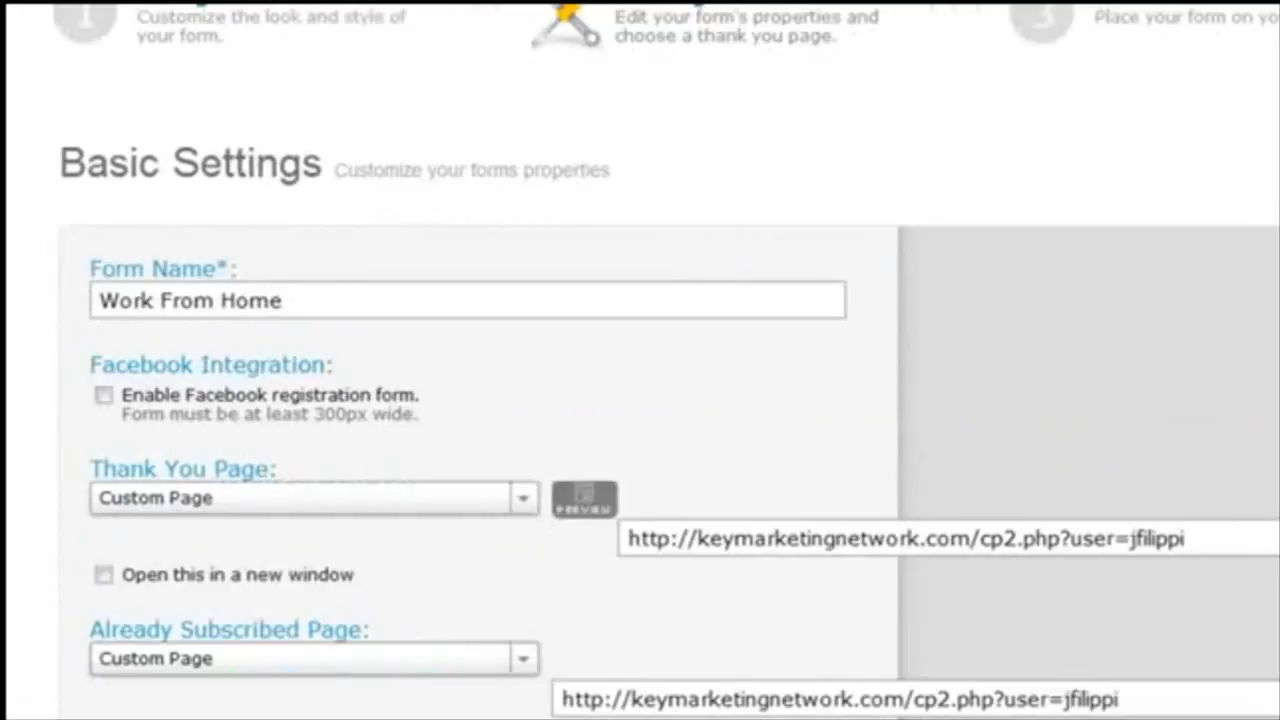 1
Customize the look and style of
your form.
Edit your form's properties and
choose a thank you page.
3
Place your form on
Basic Settings Customize your forms properties
Form Name*:
Work From Home
Facebook Integration:
Enable Facebook registration form.
Form must be at least 300px wide.
Thank You Page:
Custom Page
PREVIEW
http://keymarketingnetwork.com/cp2.php?user=jfilippi
Open this in a new window
Already Subscribed Page:
Custom Page
http://keymarketingnetwork.com/cp2.php?user=jfilippi